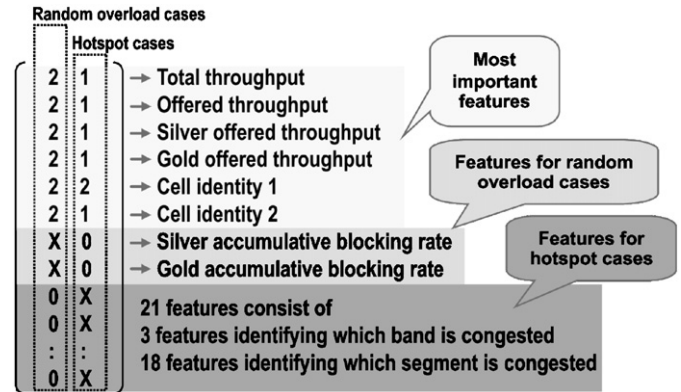 Random overload cases
Hotspot cases
2 1 → Total throughput
2 1 → Offered throughput
2 1 → Silver offered throughput
2 1 → Gold offered throughput
2 2 → Cell identity 1
2 1 → Cell identity 2
X 0 → Silver accumulative blocking rate
X 0 → Gold accumulative blocking rate
0 X
0 X
: :
0 X
21 features consist of
3 features identifying which band is congested
18 features identifying which segment is congested
Most
important
features
Features for random
overload cases
Features for
hotspot cases